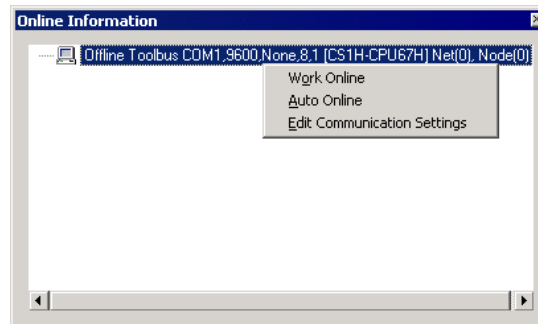 Online Information
Offline Toolbus COM1,9600,None,8,1 [CS1H-CPU67H] Net(0), Node(0)
Work Online
Auto Online
Edit Communication Settings